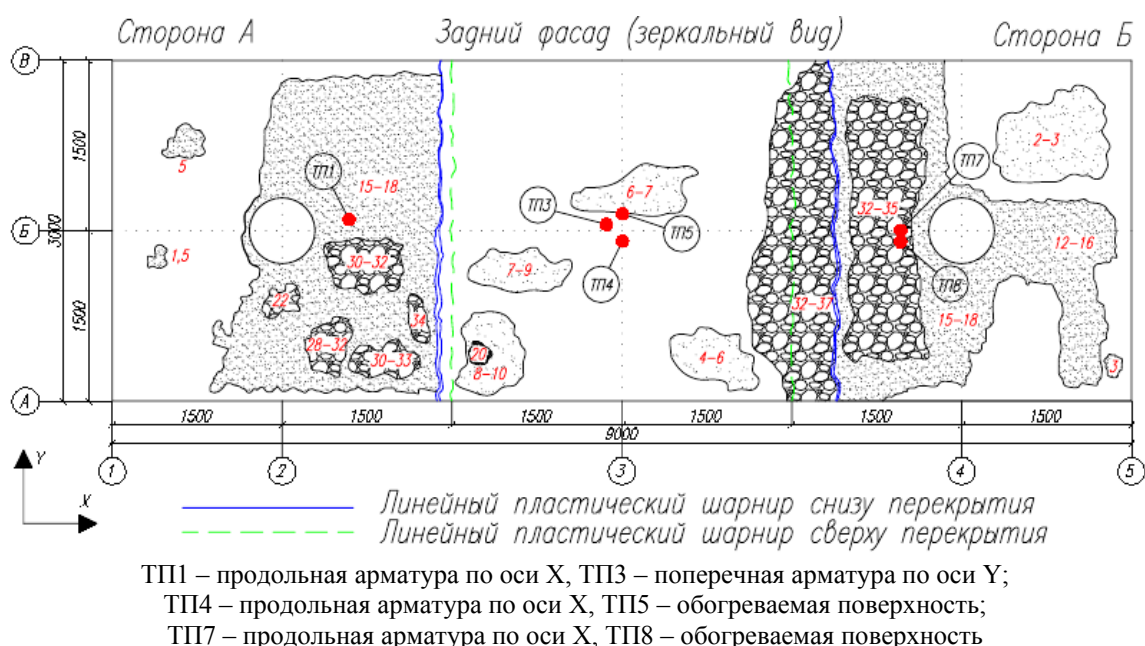 Сторона А
Задний фасад (зеркальный вид)
Сторона Б
В
1500
5
ТП1
15-18
6-7
ТП3
ТП5
ТП4
ТП7
2-3
32-35
Б
3000
1,5
30-32
7-9
12-16
ТП8
22
34
32-37
15-18
1500
28-32
30-33
20
8-10
4-6
3
А
1500 1500 1500 1500 1500 1500
9000
1 2 3 4 5
Y
X
Линейный пластический шарнир снизу перекрытия
Линейный пластический шарнир сверху перекрытия
ТП1 – продольная арматура по оси X, ТП3 – поперечная арматура по оси Y;
ТП4 – продольная арматура по оси X, ТП5 – обогреваемая поверхность;
ТП7 – продольная арматура по оси X, ТП8 – обогреваемая поверхность